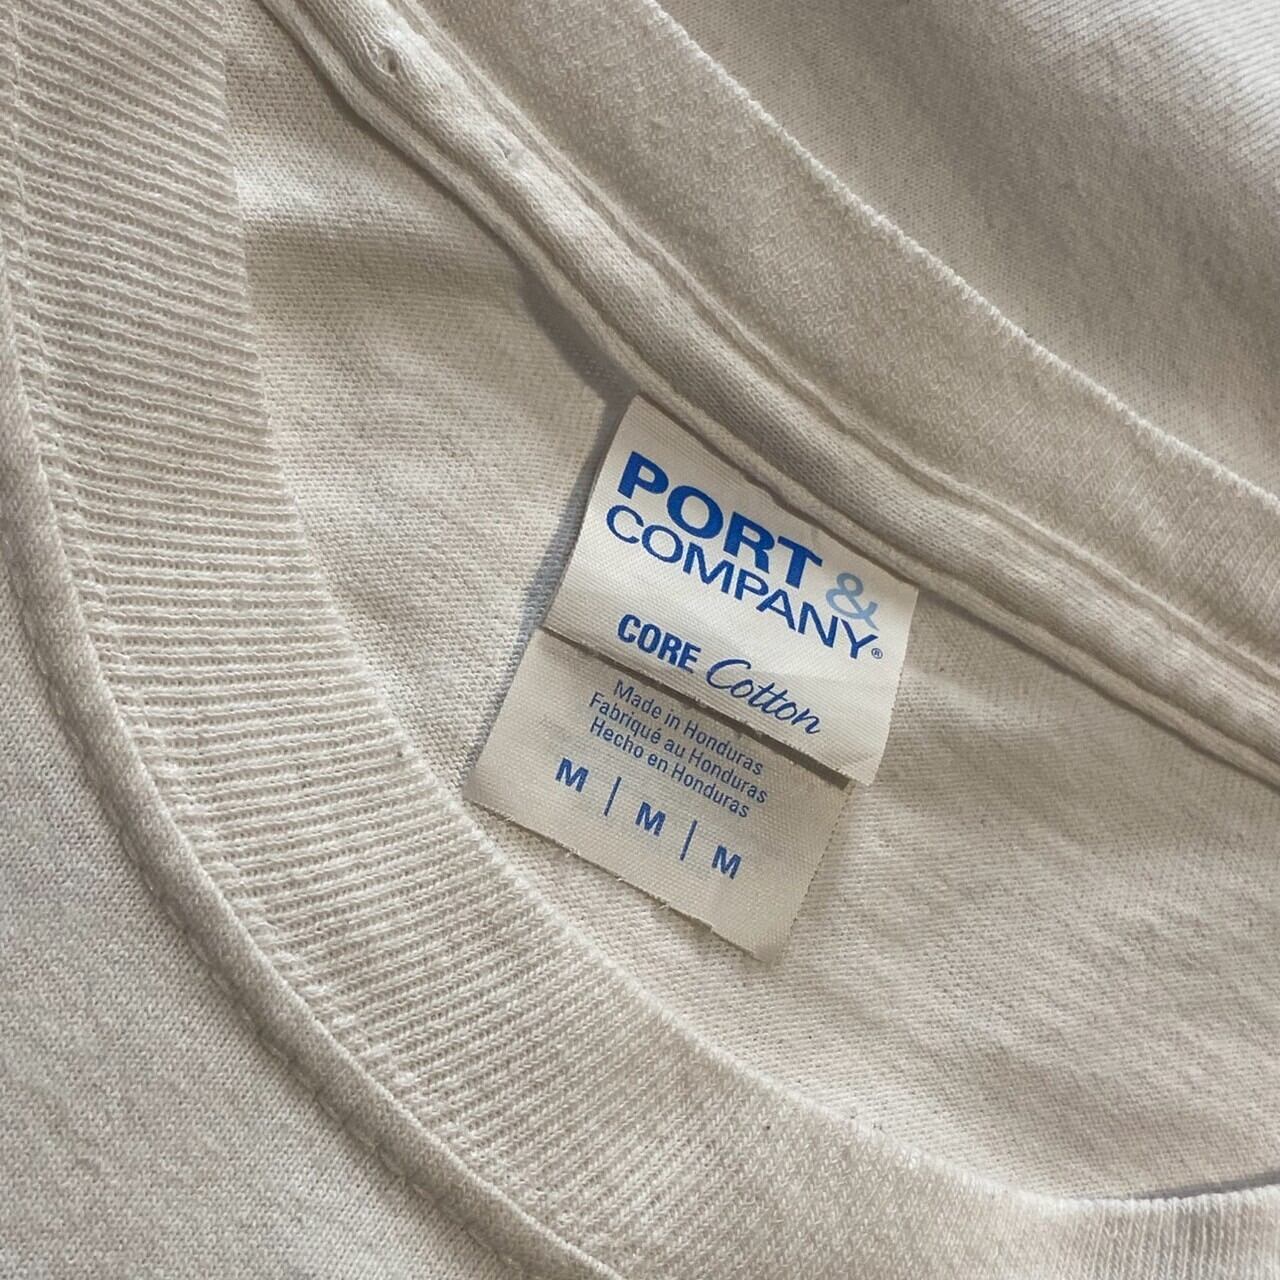 PORT &
COMPANY®
CORE Cotton
Made in Honduras
Fabriqué au Honduras
Hecho en Honduras
M | M | M